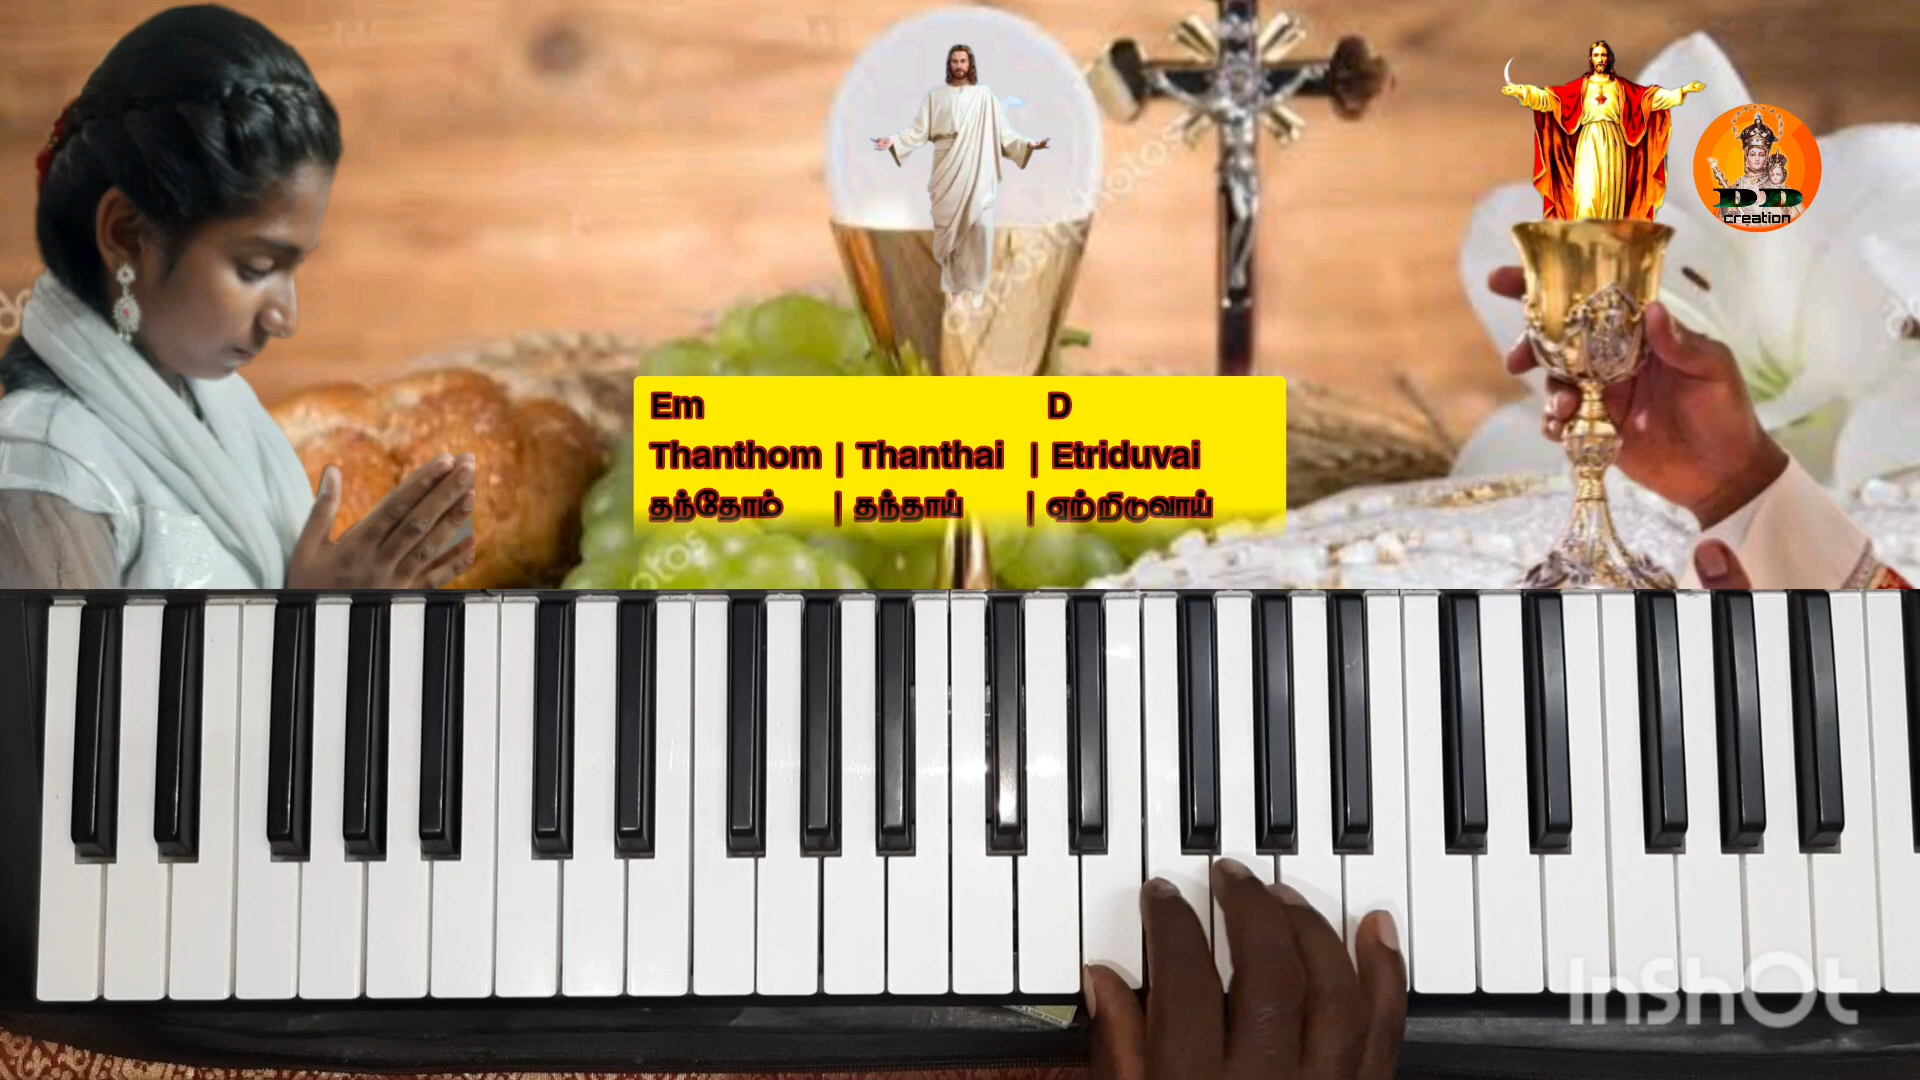 DD
creation
Em D
Thanthom | Thanthai | Etriduvai
தந்தோம் | தந்தாய் | ஏற்றிடுவாய்
InShOt